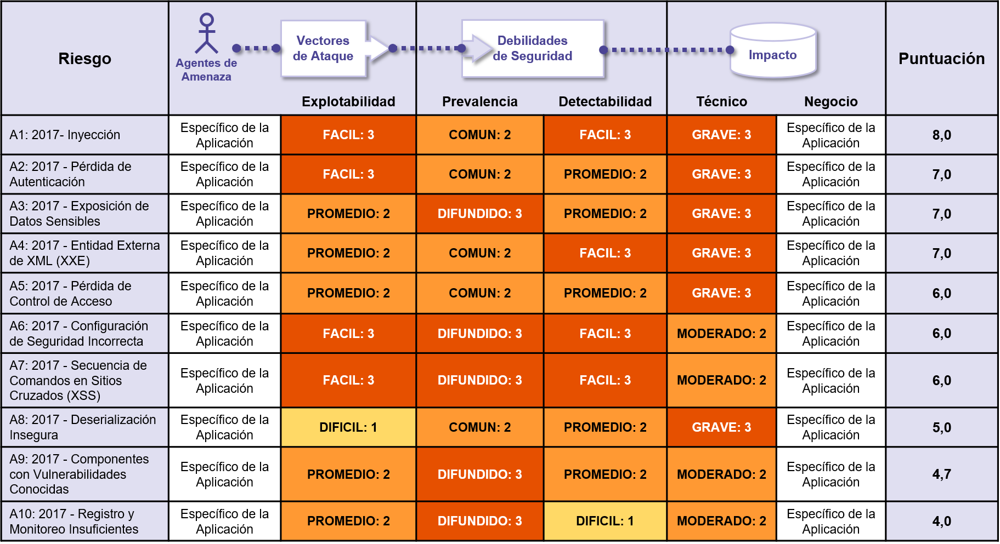 Riesgo
Agentes de
Amenaza
Vectores
de Ataque
Debilidades
de Seguridad
Impacto
Puntuación
Explotabilidad
Prevalencia
Detectabilidad
Técnico
Negocio
A1: 2017- Inyección
Específico de la
Aplicación
FACIL: 3
COMUN: 2
FACIL: 3
GRAVE: 3
Específico de la
Aplicación
8,0
A2: 2017 - Pérdida de
Autenticación
Específico de la
Aplicación
FACIL: 3
COMUN: 2
PROMEDIO: 2
GRAVE: 3
Específico de la
Aplicación
7,0
A3: 2017 - Exposición de
Datos Sensibles
Específico de la
Aplicación
PROMEDIO: 2
DIFUNDIDO: 3
PROMEDIO: 2
GRAVE: 3
Específico de la
Aplicación
7,0
A4: 2017 - Entidad Externa
de XML (XXE)
Específico de la
Aplicación
PROMEDIO: 2
COMUN: 2
FACIL: 3
GRAVE: 3
Específico de la
Aplicación
7,0
A5: 2017 - Pérdida de
Control de Acceso
Específico de la
Aplicación
PROMEDIO: 2
COMUN: 2
PROMEDIO: 2
GRAVE: 3
Específico de la
Aplicación
6,0
A6: 2017 - Configuración
de Seguridad Incorrecta
Específico de la
Aplicación
FACIL: 3
DIFUNDIDO: 3
FACIL: 3
MODERADO: 2
Específico de la
Aplicación
6,0
A7: 2017 - Secuencia de
Comandos en Sitios
Cruzados (XSS)
Específico de la
Aplicación
FACIL: 3
DIFUNDIDO: 3
FACIL: 3
MODERADO: 2
Específico de la
Aplicación
6,0
A8: 2017 - Deserialización
Insegura
Específico de la
Aplicación
DIFICIL: 1
COMUN: 2
PROMEDIO: 2
GRAVE: 3
Específico de la
Aplicación
5,0
A9: 2017 - Componentes
con Vulnerabilidades
Conocidas
Específico de la
Aplicación
PROMEDIO: 2
DIFUNDIDO: 3
PROMEDIO: 2
MODERADO: 2
Específico de la
Aplicación
4,7
A10: 2017 - Registro y
Monitoreo Insuficientes
Específico de la
Aplicación
PROMEDIO: 2
DIFUNDIDO: 3
DIFICIL: 1
MODERADO: 2
Específico de la
Aplicación
4,0